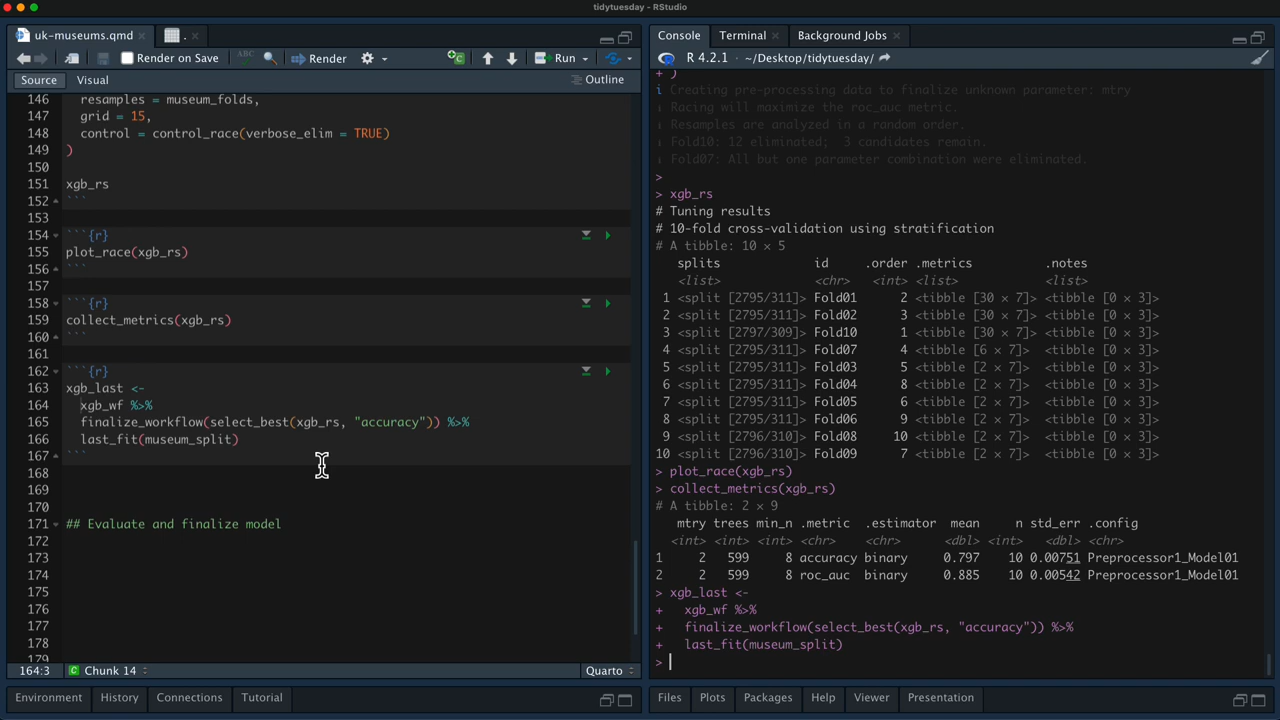 tidytuesday - RStudio
uk-museums.qmd
.
Render on Save
ABC
Render
Run
Source
Visual
Outline
146 resamples = museum_folds,
147 grid = 15,
148 control = control_race(verbose_elim = TRUE)
149 )
150
151 xgb_rs
152 ```
153
154 ```{r}
155 plot_race(xgb_rs)
156 ```
157
158 ```{r}
159 collect_metrics(xgb_rs)
160 ```
161
162 ```{r}
163 xgb_last <-
164 xgb_wf %>%
165 finalize_workflow(select_best(xgb_rs, "accuracy")) %>%
166 last_fit(museum_split)
167 ```
168
169
170
171 ## Evaluate and finalize model
172
173
174
175
176
177
178
179
164:3 C Chunk 14 Quarto
Environment History Connections Tutorial
Console Terminal Background Jobs
R 4.2.1 · ~/Desktop/tidytuesday/
+ )
i Creating pre-processing data to finalize unknown parameter: mtry
i Racing will maximize the roc_auc metric.
i Resamples are analyzed in a random order.
i Fold10: 12 eliminated; 3 candidates remain.
i Fold07: All but one parameter combination were eliminated.
>
> xgb_rs
# Tuning results
# 10-fold cross-validation using stratification
# A tibble: 10 × 5
splits id .order .metrics .notes
<list> <chr> <int> <list> <list>
1 <split [2795/311]> Fold01 2 <tibble [30 × 7]> <tibble [0 × 3]>
2 <split [2795/311]> Fold02 3 <tibble [30 × 7]> <tibble [0 × 3]>
3 <split [2797/309]> Fold10 1 <tibble [30 × 7]> <tibble [0 × 3]>
4 <split [2795/311]> Fold07 4 <tibble [6 × 7]> <tibble [0 × 3]>
5 <split [2795/311]> Fold03 5 <tibble [2 × 7]> <tibble [0 × 3]>
6 <split [2795/311]> Fold04 8 <tibble [2 × 7]> <tibble [0 × 3]>
7 <split [2795/311]> Fold05 6 <tibble [2 × 7]> <tibble [0 × 3]>
8 <split [2796/310]> Fold06 9 <tibble [2 × 7]> <tibble [0 × 3]>
9 <split [2796/310]> Fold08 10 <tibble [2 × 7]> <tibble [0 × 3]>
10 <split [2796/310]> Fold09 7 <tibble [2 × 7]> <tibble [0 × 3]>
> plot_race(xgb_rs)
> collect_metrics(xgb_rs)
# A tibble: 2 × 9
mtry trees min_n .metric .estimator mean n std_err .config
<int> <int> <int> <chr> <chr> <dbl> <int> <dbl> <chr>
1 2 599 8 accuracy binary 0.797 10 0.00751 Preprocessor1_Model01
2 2 599 8 roc_auc binary 0.885 10 0.00542 Preprocessor1_Model01
> xgb_last <-
+ xgb_wf %>%
+ finalize_workflow(select_best(xgb_rs, "accuracy")) %>%
+ last_fit(museum_split)
>
Files Plots Packages Help Viewer Presentation